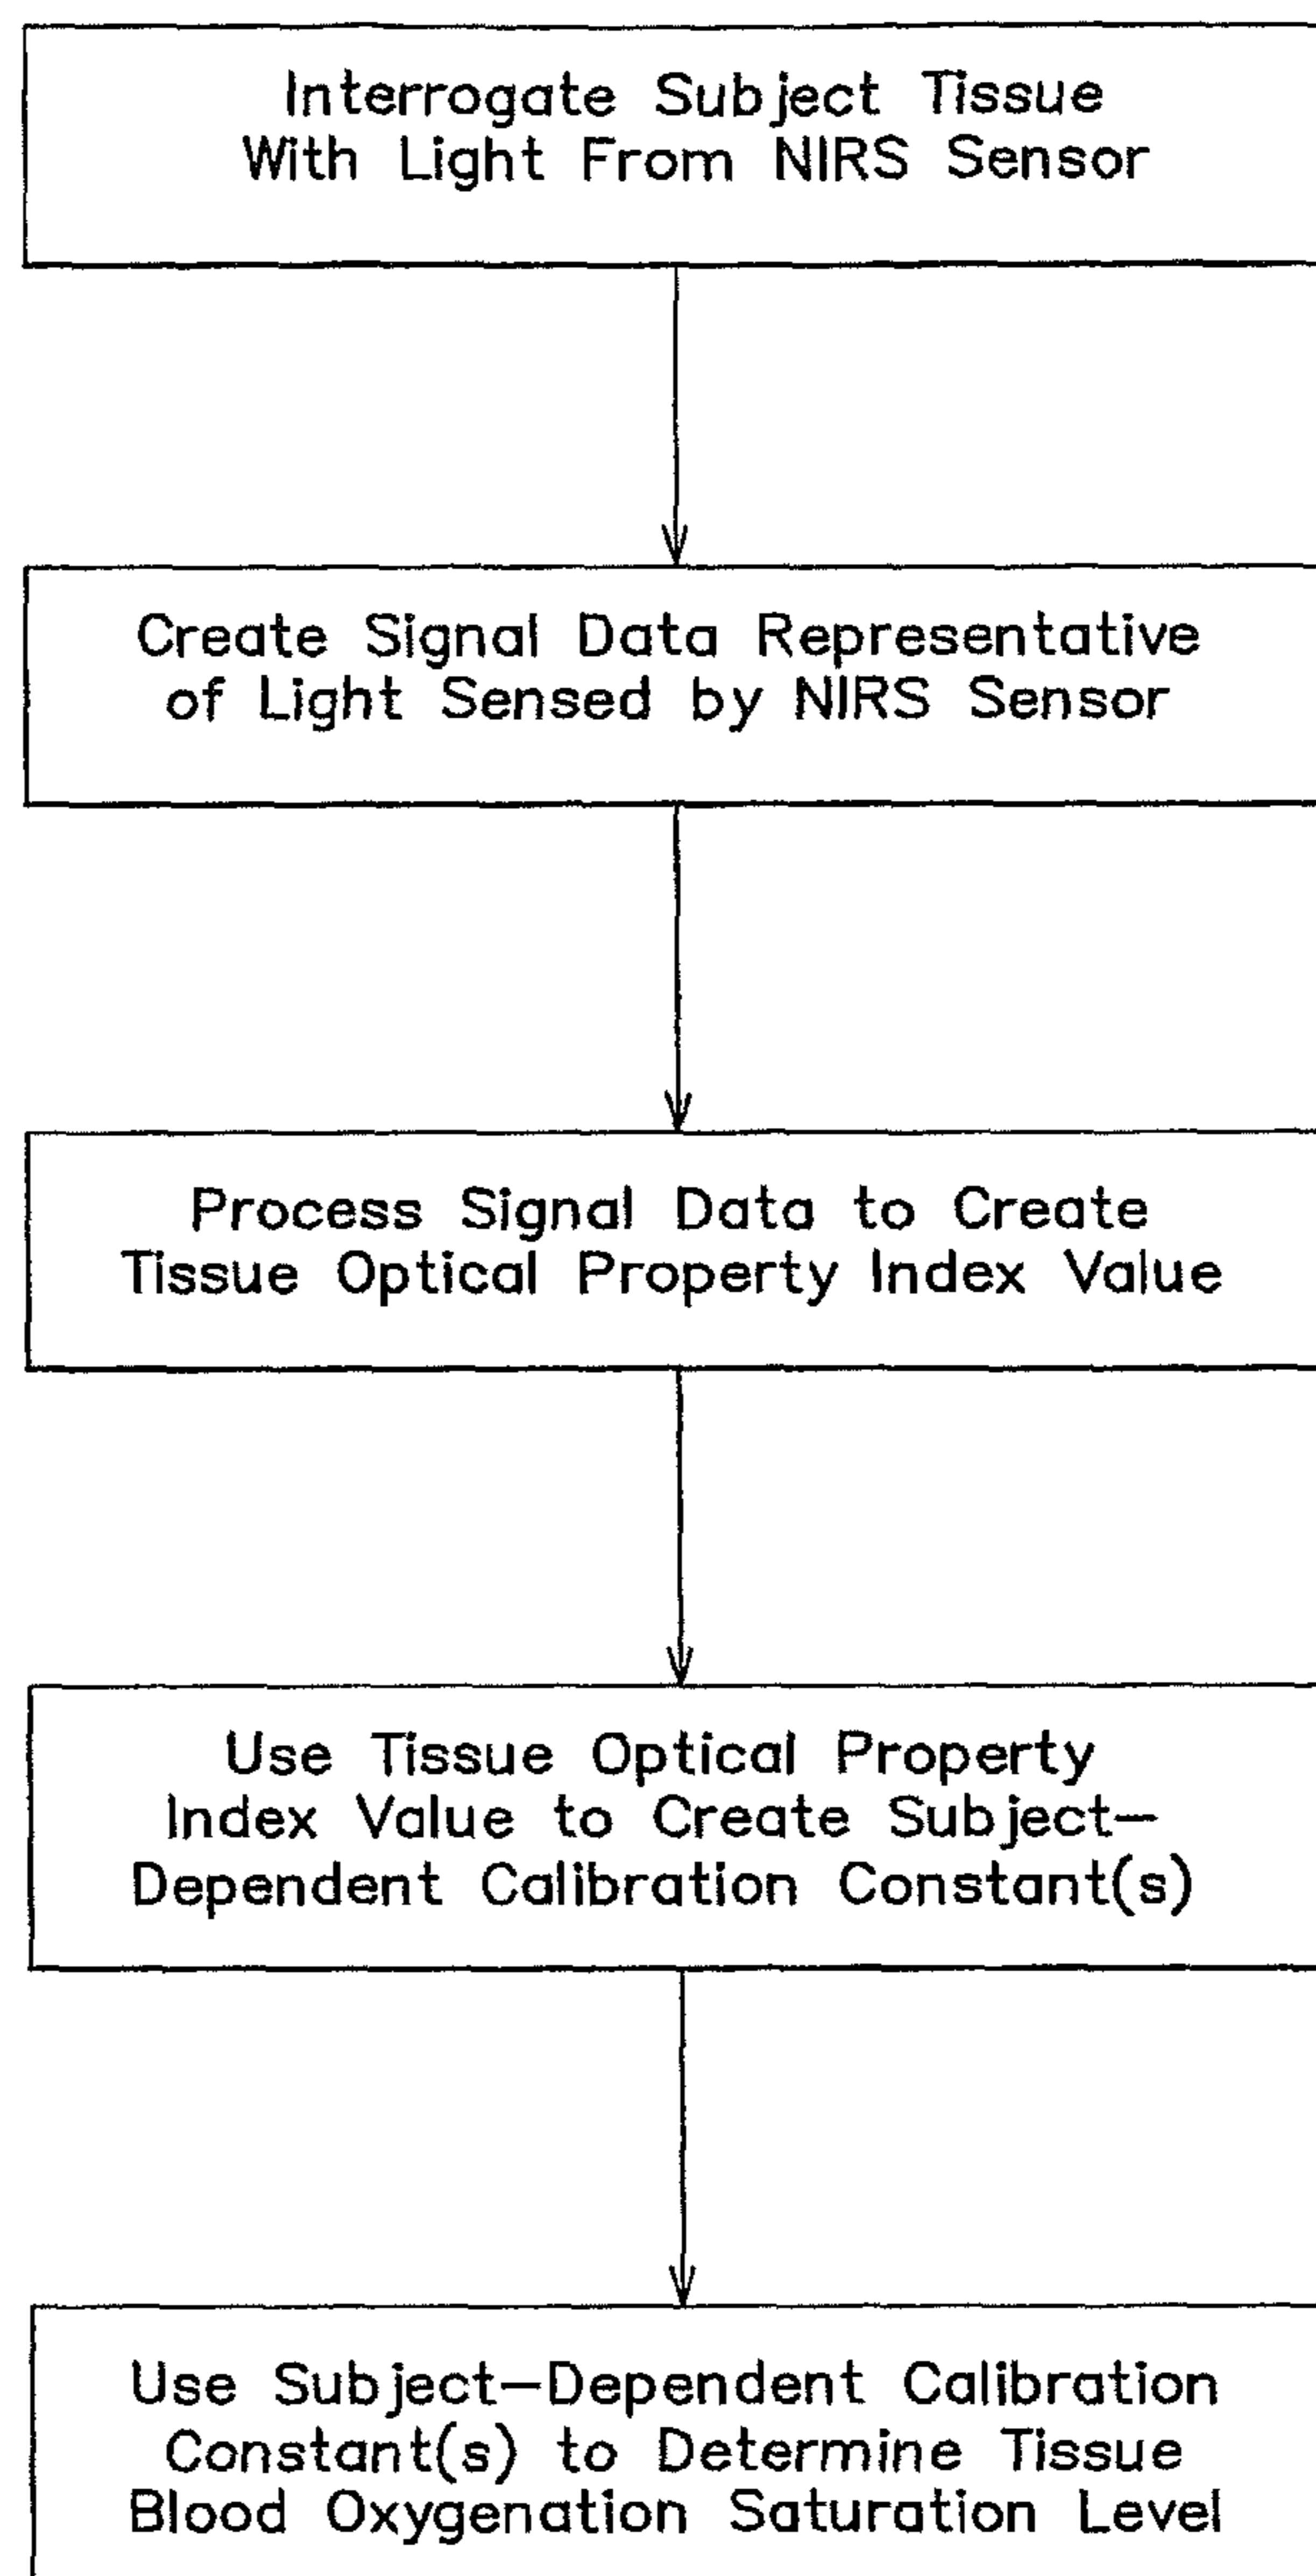 Interrogate Subject Tissue
With Light From NIRS Sensor
Create Signal Data Representative
of Light Sensed by NIRS Sensor
Process Signal Data to Create
Tissue Optical Property Index Value
Use Tissue Optical Property
Index Value to Create Subject-
Dependent Calibration Constant(s)
Use Subject-Dependent Calibration
Constant(s) to Determine Tissue
Blood Oxygenation Saturation Level